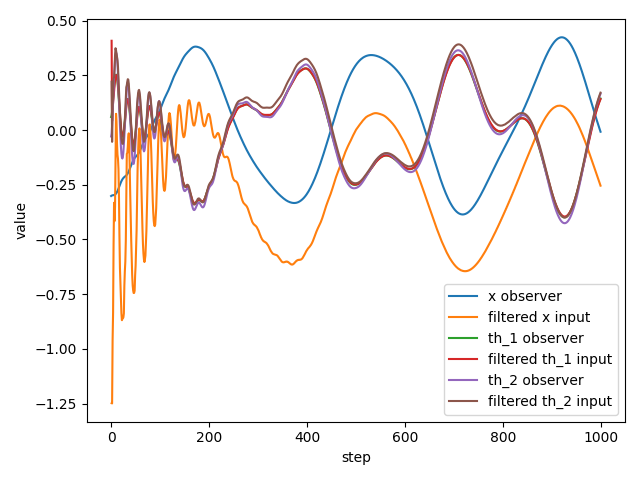 0.50
0.25
0.00
−0.25
−0.50
−0.75
−1.00
−1.25
value
0 200 400 600 800 1000
step
x observer
filtered x input
th_1 observer
filtered th_1 input
th_2 observer
filtered th_2 input